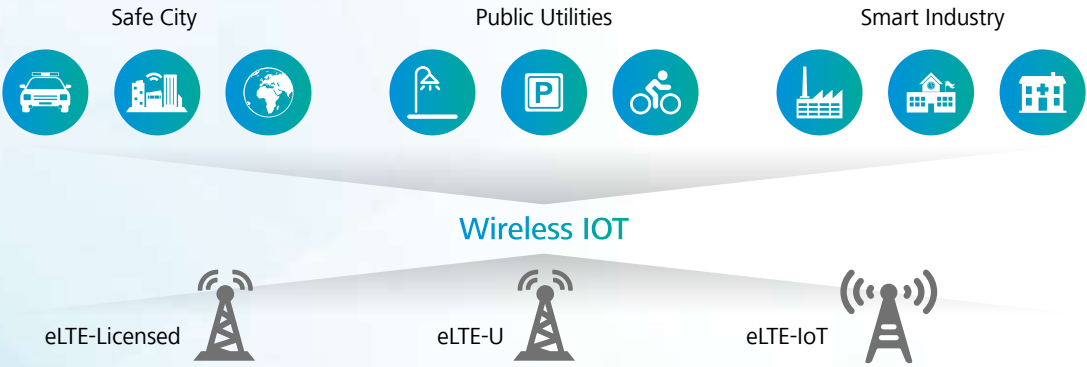 Safe City
Public Utilities
Smart Industry
P
Wireless IOT
eLTE-Licensed
eLTE-U
eLTE-IoT